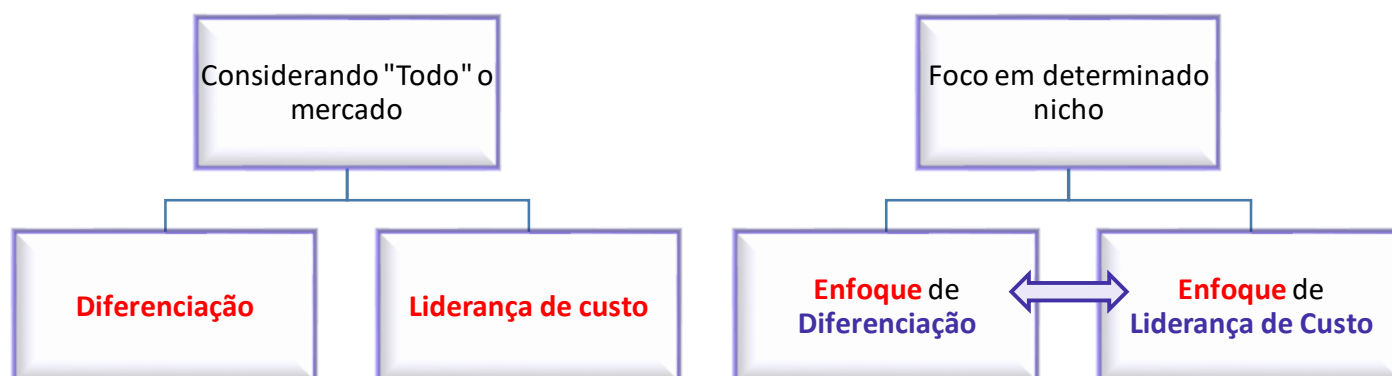 Considerando "Todo" o
mercado
Foco em determinado
nicho
Diferenciação
Liderança de custo
Enfoque de
Diferenciação
Enfoque de
Liderança de Custo